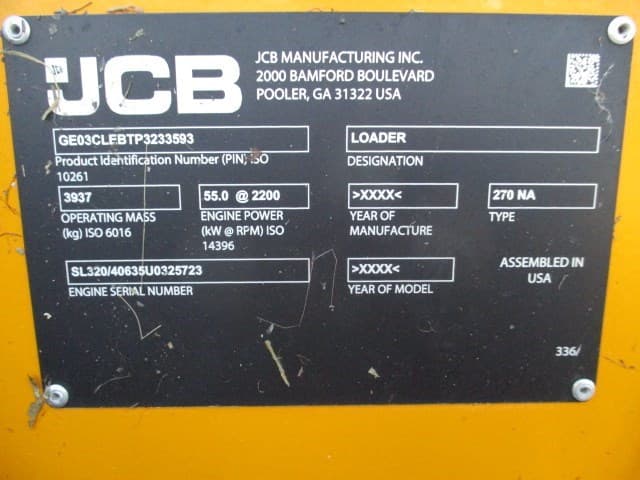 JCB
JCB MANUFACTURING INC.
2000 BAMFORD BOULEVARD
POOLER, GA 31322 USA
GE03CLEBTP3233593
LOADER
Product Identification Number (PIN) ISO
10261
DESIGNATION
3937
55.0 @ 2200
>XXXX<
270 NA
OPERATING MASS
(kg) ISO 6016
ENGINE POWER
(kW @ RPM) ISO
14396
YEAR OF
MANUFACTURE
TYPE
SL320/40635U0325723
>XXXX<
ASSEMBLED IN
USA
ENGINE SERIAL NUMBER
YEAR OF MODEL
336/